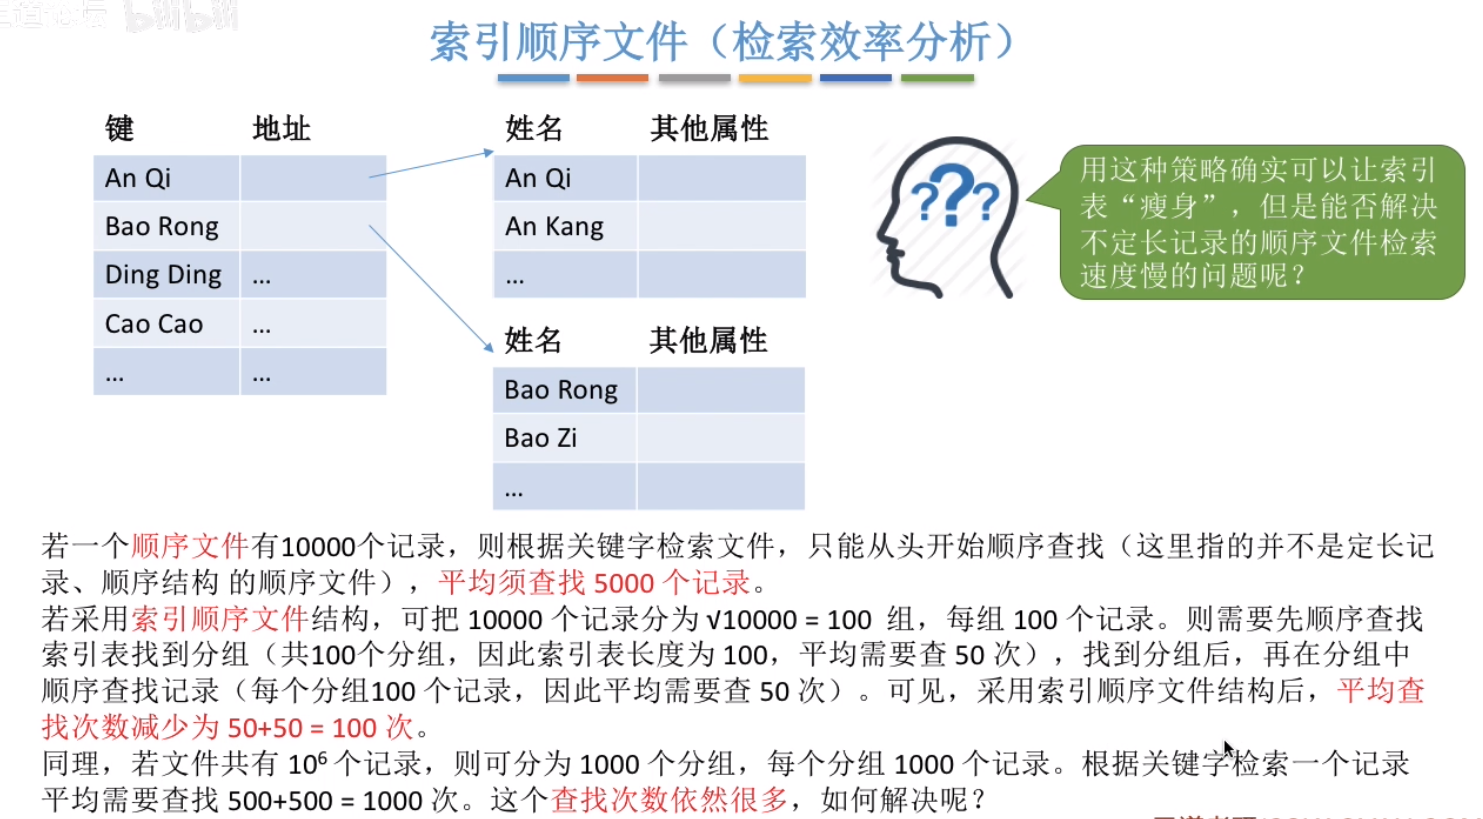 bilibili
索引顺序文件（检索效率分析）
键 地址
An Qi
Bao Rong
Ding Ding ...
Cao Cao ...
... ...
姓名 其他属性
An Qi
An Kang
...
姓名 其他属性
Bao Rong
Bao Zi
...
???
用这种策略确实可以让索引
表“瘦身”，但是能否解决
不定长记录的顺序文件检索
速度慢的问题呢？
若一个顺序文件有10000个记录，则根据关键字检索文件，只能从头开始顺序查找（这里指的并不是定长记
录、顺序结构 的顺序文件），平均须查找 5000 个记录。
若采用索引顺序文件结构，可把 10000 个记录分为 √10000 = 100 组，每组 100 个记录。则需要先顺序查找
索引表找到分组（共100个分组，因此索引表长度为 100，平均需要查 50 次），找到分组后，再在分组中
顺序查找记录（每个分组100 个记录，因此平均需要查 50 次）。可见，采用索引顺序文件结构后，平均查
找次数减少为 50+50 = 100 次。
同理，若文件共有 10⁶ 个记录，则可分为 1000 个分组，每个分组 1000 个记录。根据关键字检索一个记录
平均需要查找 500+500 = 1000 次。这个查找次数依然很多，如何解决呢？